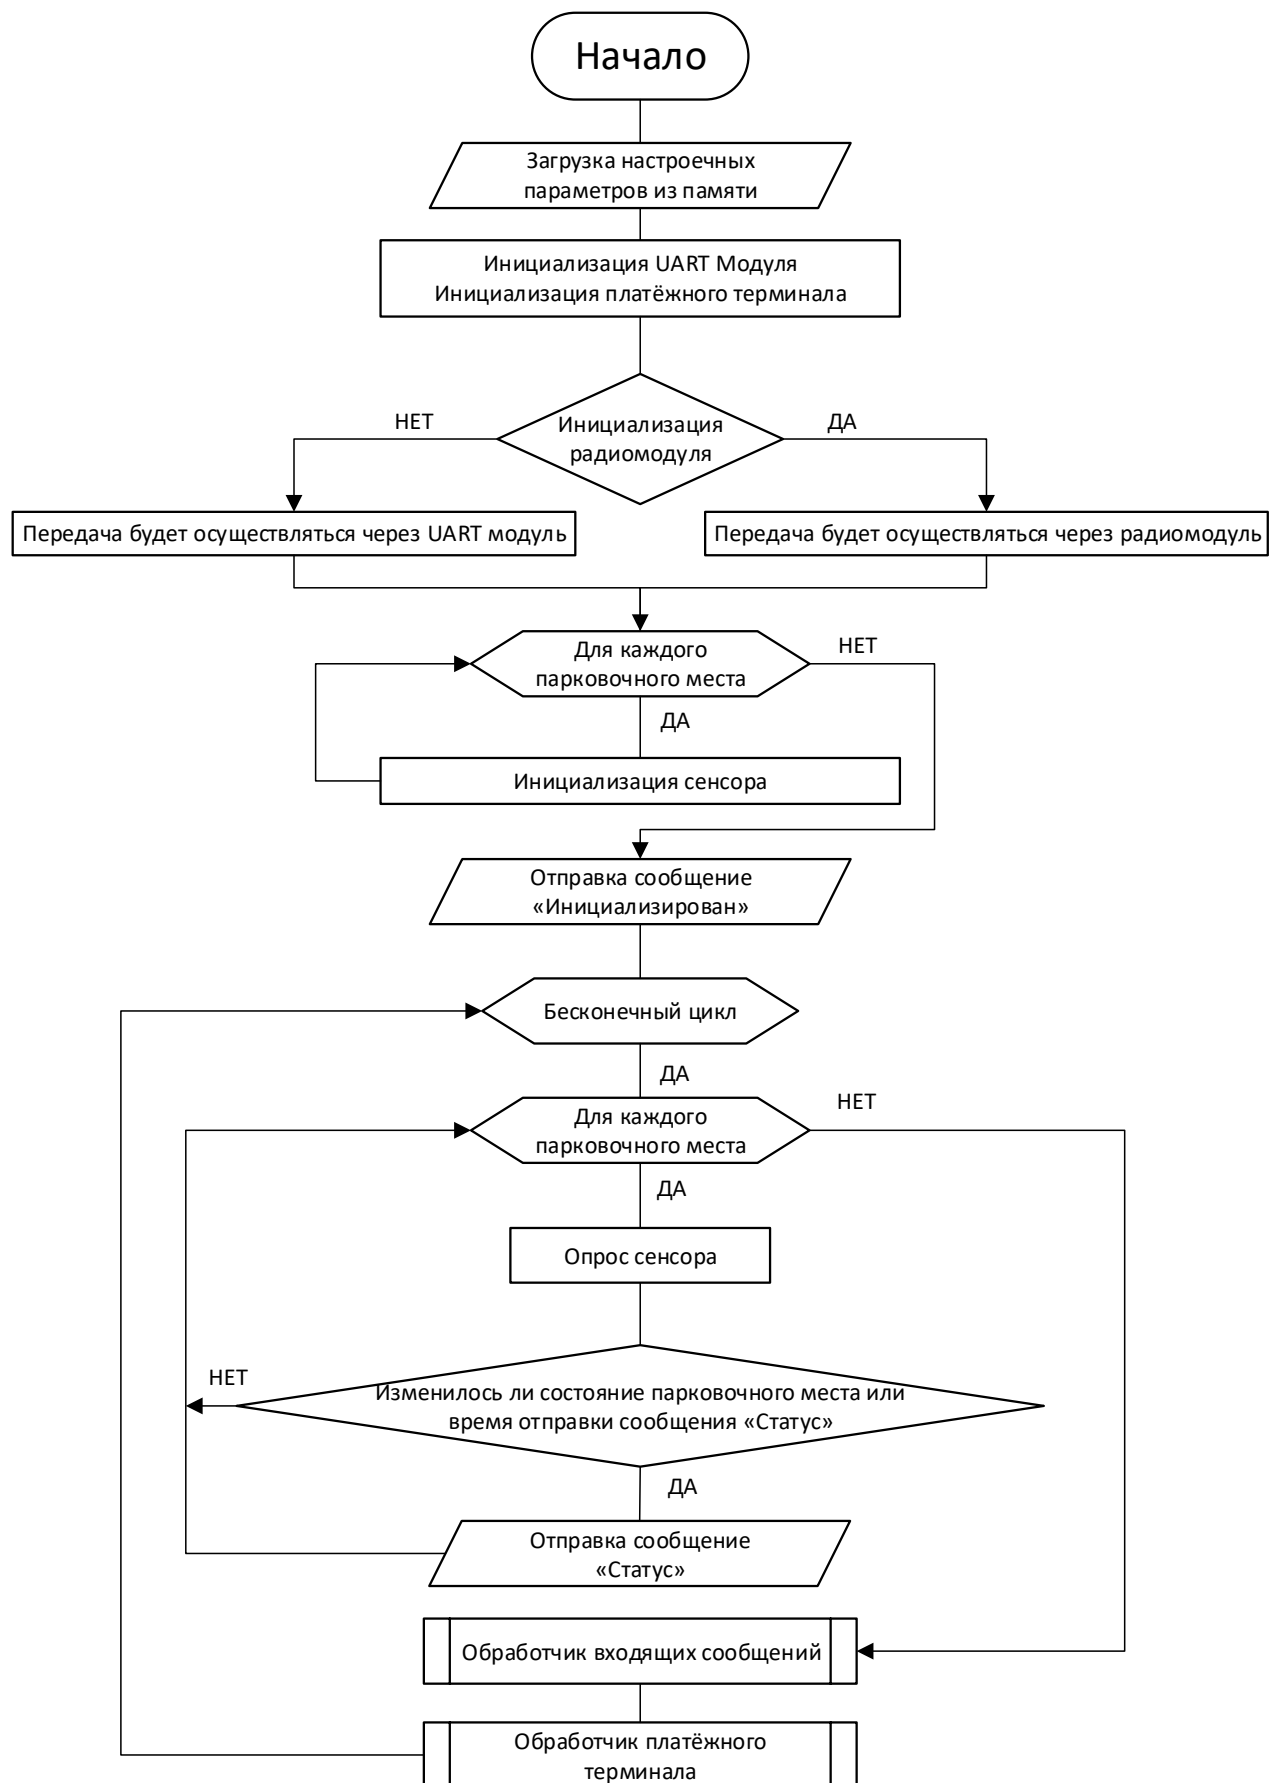 Начало
Загрузка настроечных
параметров из памяти
Инициализация UART Модуля
Инициализация платёжного терминала
НЕТ
Инициализация
радиомодуля
ДА
Передача будет осуществляться через UART модуль
Передача будет осуществляться через радиомодуль
Для каждого
парковочного места
НЕТ
ДА
Инициализация сенсора
Отправка сообщение
«Инициализирован»
Бесконечный цикл
ДА
Для каждого
парковочного места
НЕТ
ДА
Опрос сенсора
НЕТ
Изменилось ли состояние парковочного места или
время отправки сообщения «Статус»
ДА
Отправка сообщение
«Статус»
Обработчик входящих сообщений
Обработчик платёжного
терминала